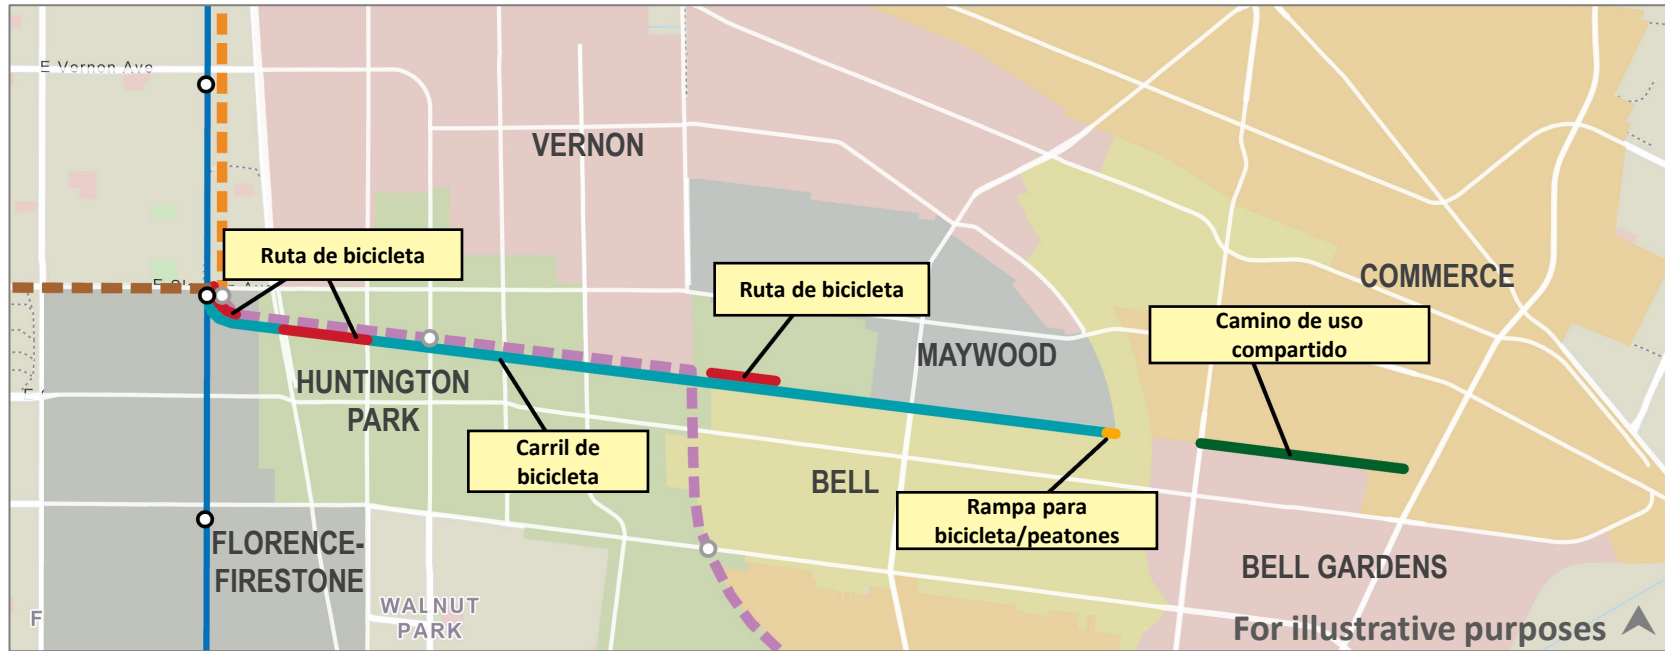 E Vernon Ave
VERNON
Ruta de bicicleta
Ruta de bicicleta
COMMERCE
Camino de uso
compartido
MAYWOOD
HUNTINGTON
PARK
Carril de
bicicleta
BELL
Rampa para
bicicleta/peatones
FLORENCE-
FIRESTONE
BELL GARDENS
WALNUT
PARK
F
For illustrative purposes